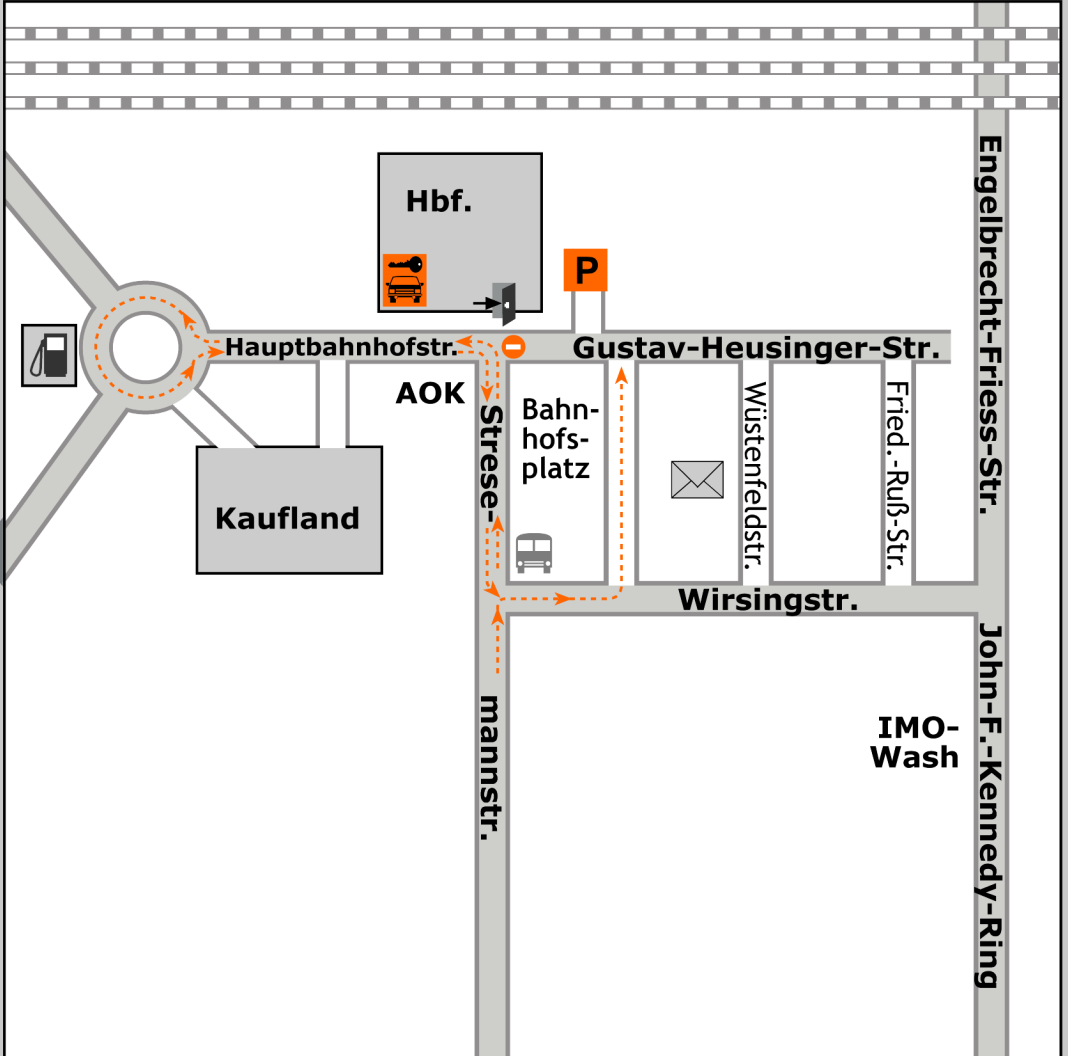 Hbf.
P
Hauptbahnhofstr.
Gustav-Heusinger-Str.
AOK
Strese-
mannstr.
Bahn-
hofs-
platz
Wüstenfeldstr.
Fried.-Ruß-Str.
Engelbrecht-Friess-Str.
Kaufland
Wirsingstr.
John-F.-Kennedy-Ring
IMO-
Wash